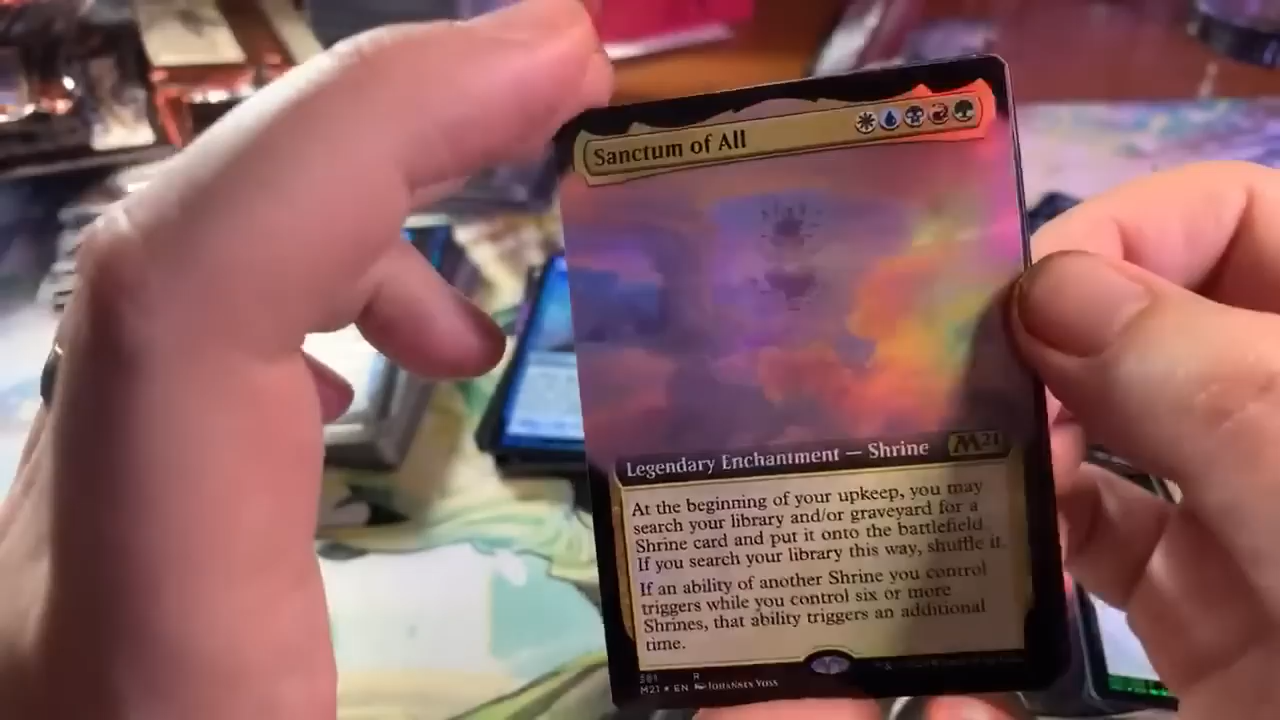 Sanctum of All
Legendary Enchantment — Shrine
M21
At the beginning of your upkeep, you may
search your library and/or graveyard for a
Shrine card and put it onto the battlefield.
If you search your library this way, shuffle it.
If an ability of another Shrine you control
triggers while you control six or more
Shrines, that ability triggers an additional
time.
R
M21 ★ EN JOHANNES VOSS